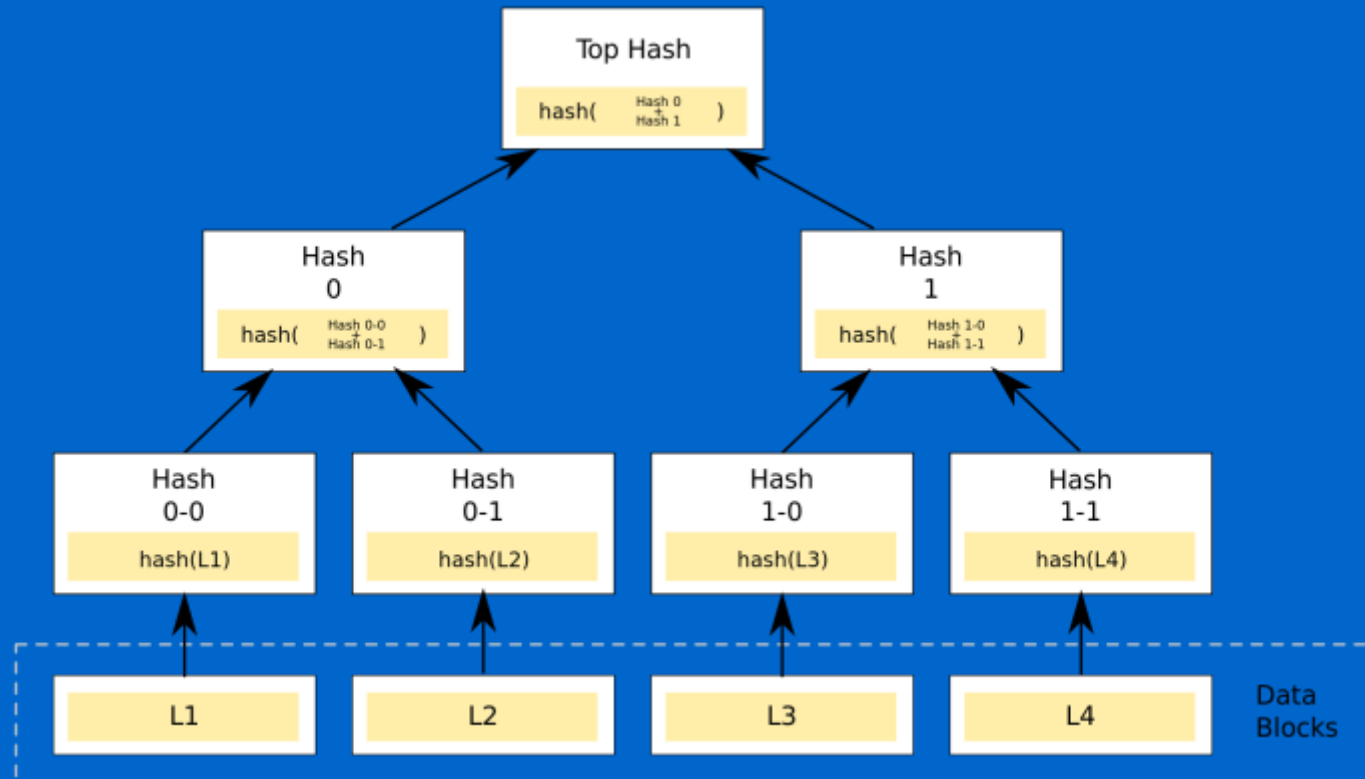 Top Hash
hash( Hash 0 + Hash 1 )
Hash
0
hash( Hash 0-0 + Hash 0-1 )
Hash
1
hash( Hash 1-0 + Hash 1-1 )
Hash
0-0
hash(L1)
Hash
0-1
hash(L2)
Hash
1-0
hash(L3)
Hash
1-1
hash(L4)
L1
L2
L3
L4
Data
Blocks